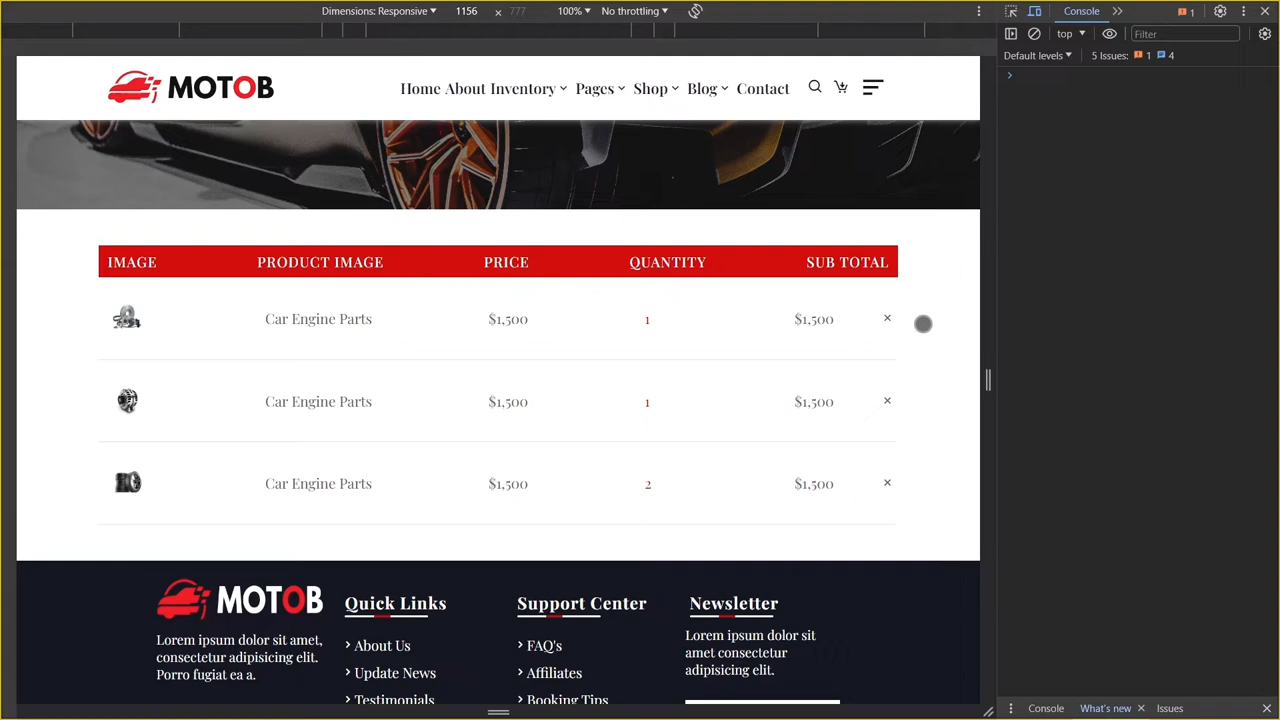 Dimensions: Responsive 1156 × 777 100% No throttling
Console 1
top Filter
Default levels 5 Issues: 1 4
MOTOB Home About Inventory Pages Shop Blog Contact
IMAGE PRODUCT IMAGE PRICE QUANTITY SUB TOTAL
Car Engine Parts $1,500 1 $1,500 ×
Car Engine Parts $1,500 1 $1,500 ×
Car Engine Parts $1,500 2 $1,500 ×
MOTOB
Lorem ipsum dolor sit amet,
consectetur adipisicing elit.
Porro fugiat ea a.
Quick Links
About Us
Update News
Testimonials
Support Center
FAQ's
Affiliates
Booking Tips
Newsletter
Lorem ipsum dolor sit
amet consectetur
adipisicing elit.
Console What's new × Issues